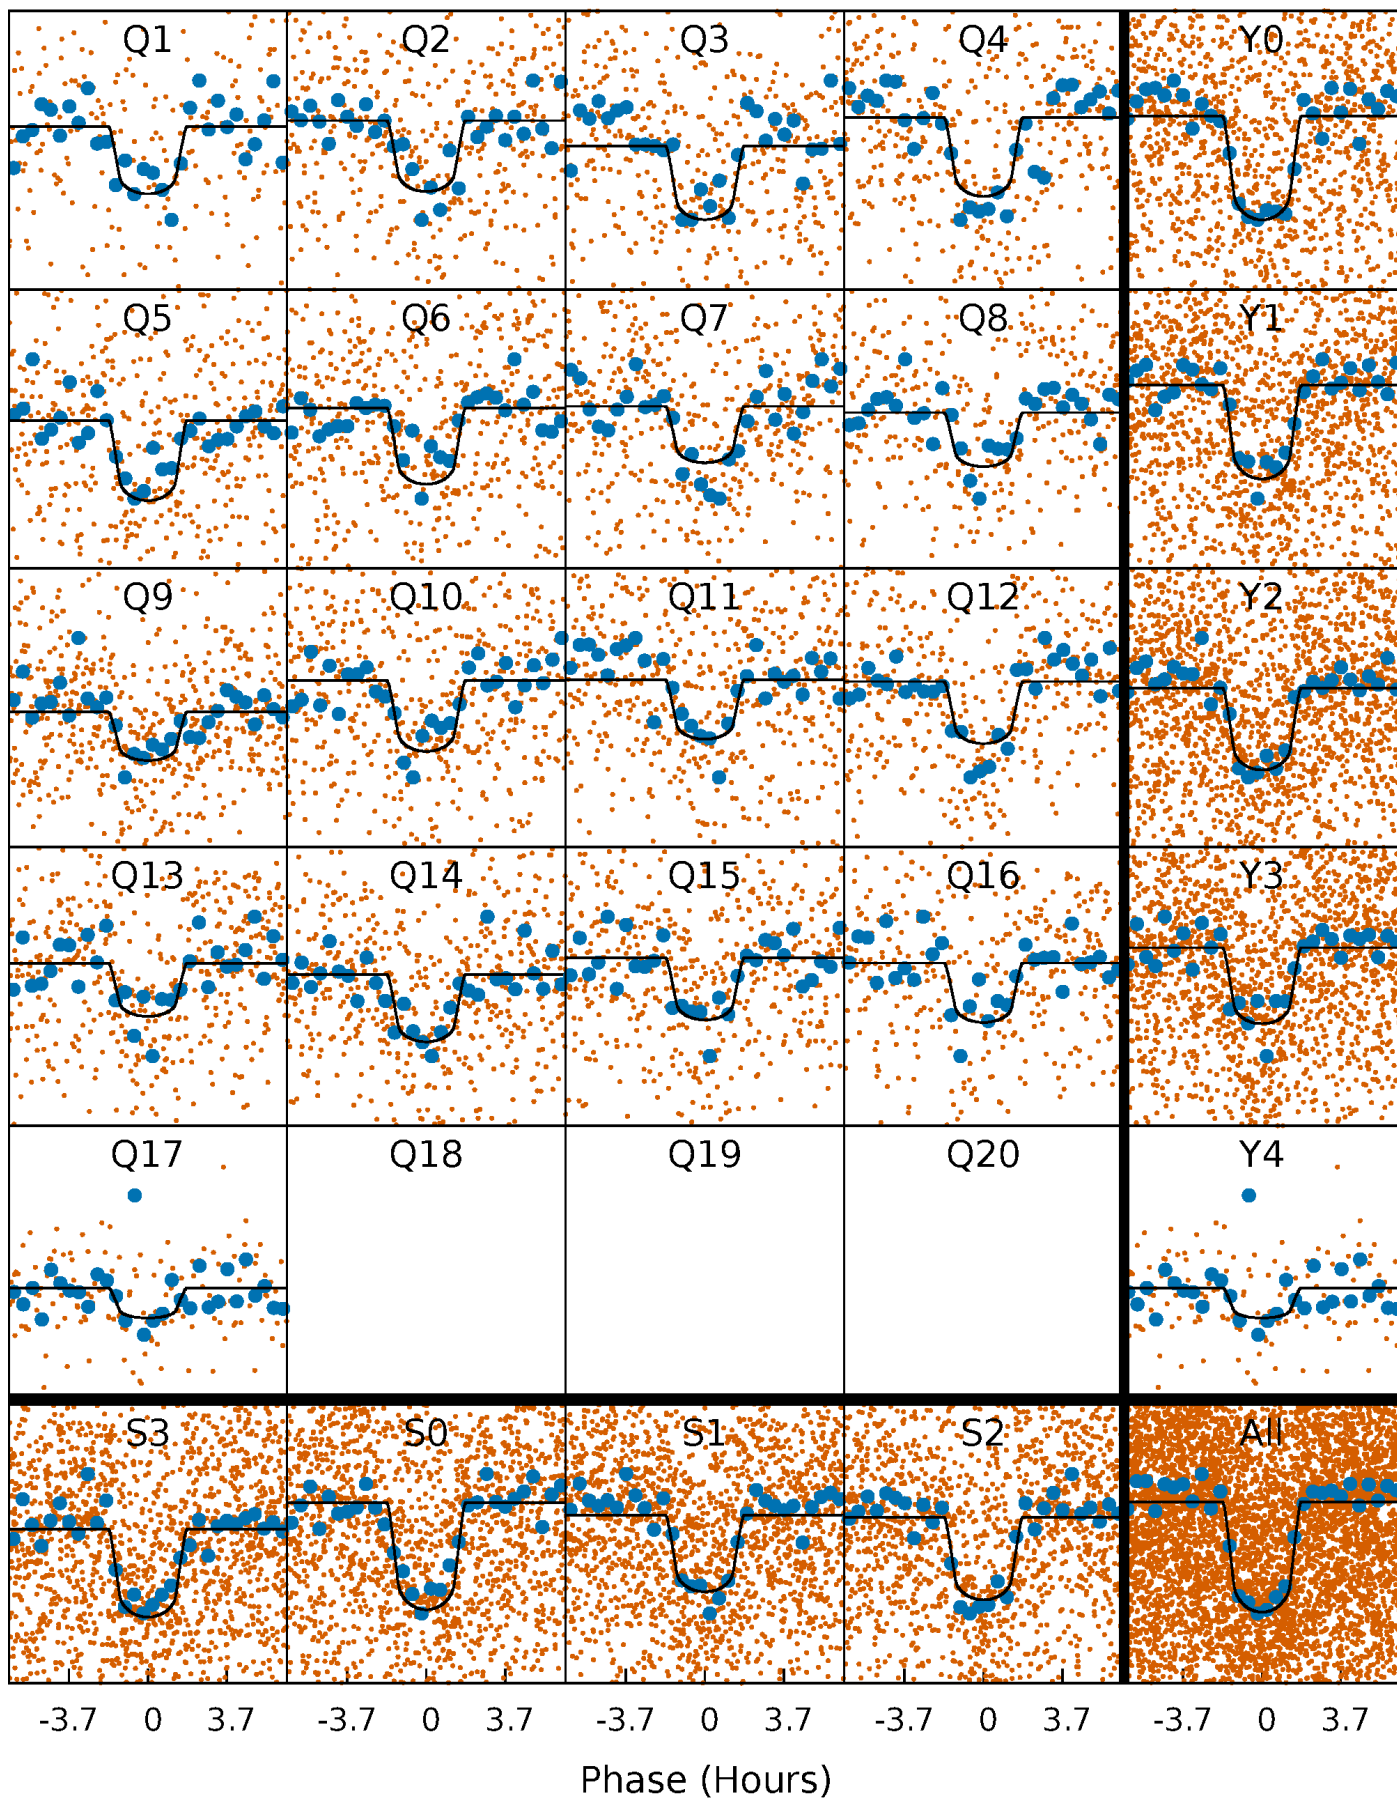 Q1 Q2 Q3 Q4 Y0
Q5 Q6 Q7 Q8 Y1
Q9 Q10 Q11 Q12 Y2
Q13 Q14 Q15 Q16 Y3
Q17 Q18 Q19 Q20 Y4
S3 S0 S1 S2 All
-3.7 0 3.7 -3.7 0 3.7 -3.7 0 3.7 -3.7 0 3.7 -3.7 0 3.7
Phase (Hours)